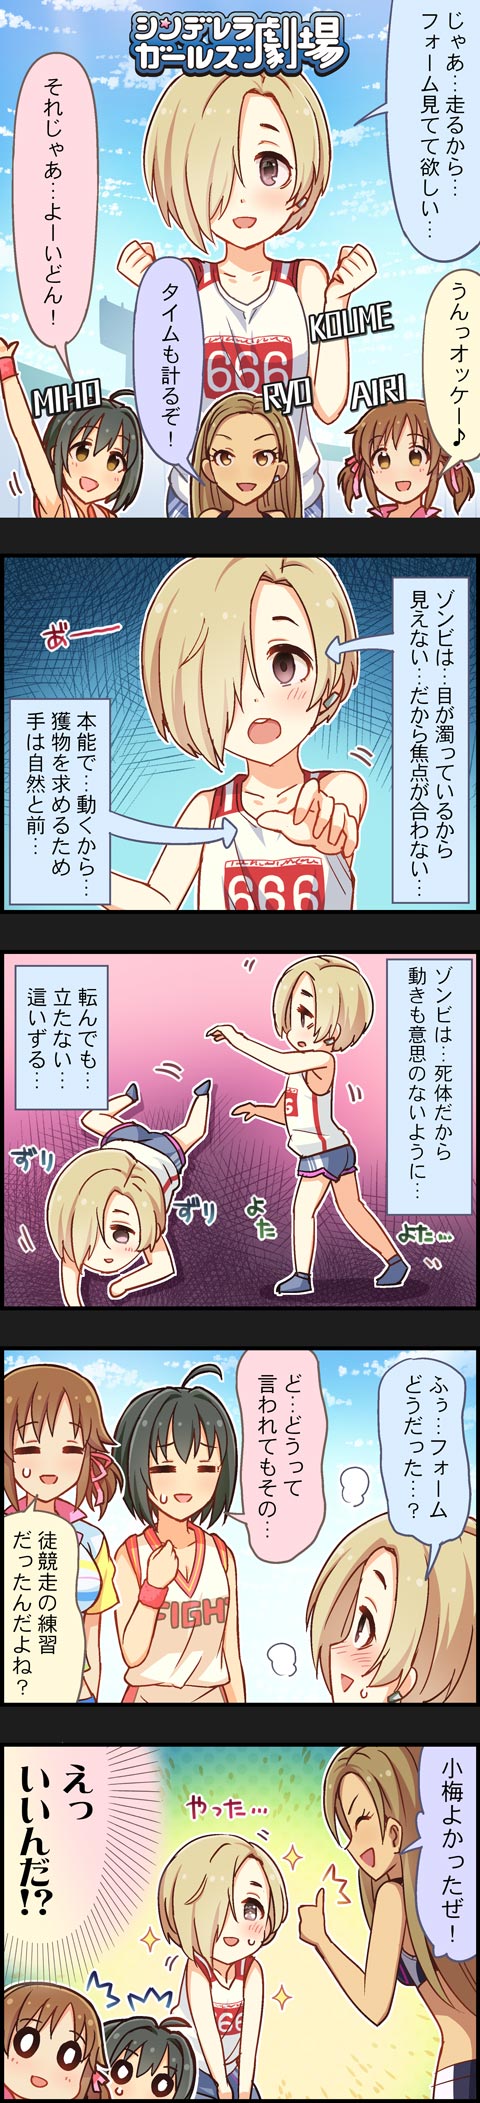 シンデレラ
ガールズ劇場
じゃあ…走るから…
フォーム見てて欲しい…
それじゃあ…よーいどん！
タイムも計るぞ！
うんっオッケー♪
KOUME
MIHO
RYO
AIRI
666
ゾンビは…目が濁っているから
見えない…だから焦点が合わない…
あ゛ー
本能で…動くから…
獲物を求めるため
手は自然と前…
666
ゾンビは…死体だから
動きも意思のないように…
転んでも…
立たない…
這いずる…
ずり
ずり
よた
よた…
6
ふぅ…フォーム
どうだった…？
ど…どうって
言われてもその…
徒競走の練習
だったんだよね？
FIGHT
小梅よかったぜ！
やった…
えっ
いいんだ!?
66